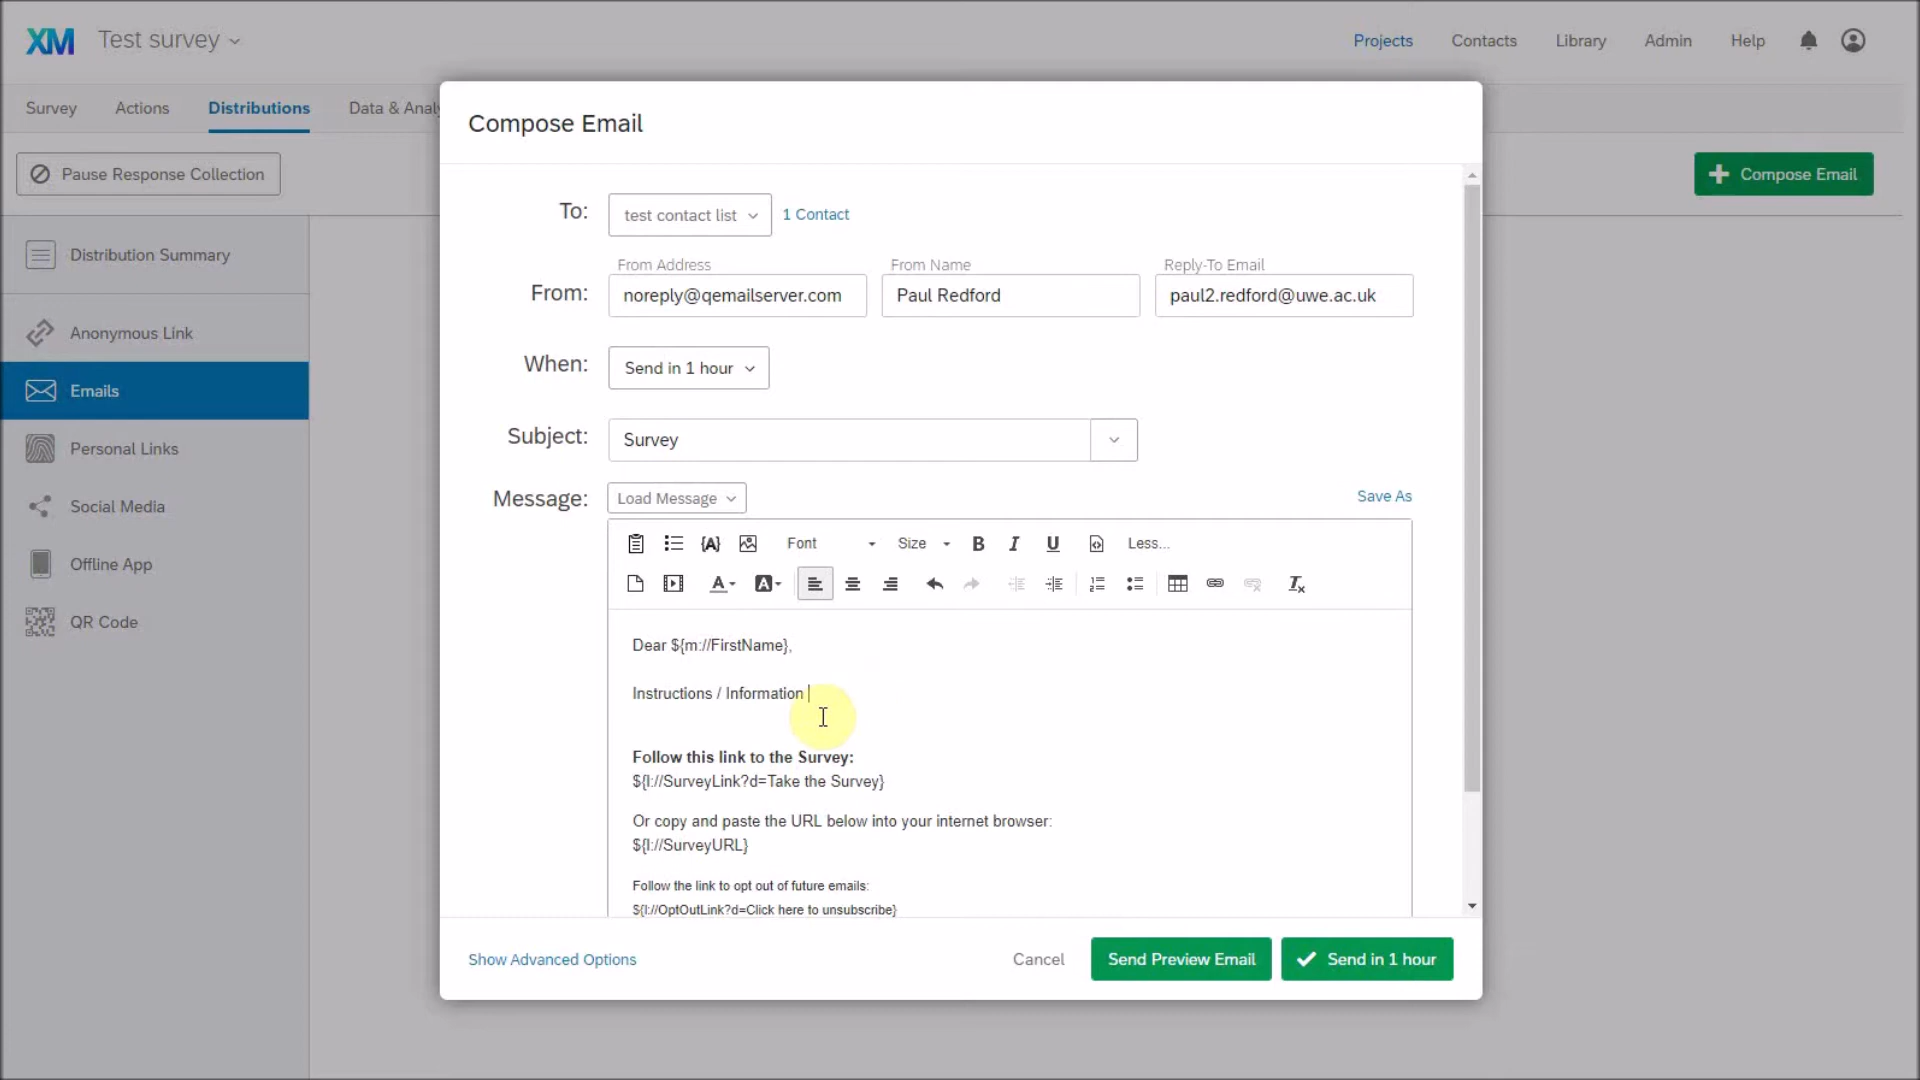 XM Test survey
Projects Contacts Library Admin Help
Survey Actions Distributions Data & Analy
Pause Response Collection
Compose Email
Distribution Summary
Anonymous Link
Emails
Personal Links
Social Media
Offline App
QR Code
Compose Email
To: test contact list 1 Contact
From Address From Name Reply-To Email
From: noreply@qemailserver.com Paul Redford paul2.redford@uwe.ac.uk
When: Send in 1 hour
Subject: Survey
Message: Load Message Save As
{A} Font Size B I U Less...
A A Tx
Dear ${m://FirstName},
Instructions / Information
Follow this link to the Survey:
${l://SurveyLink?d=Take the Survey}
Or copy and paste the URL below into your internet browser:
${l://SurveyURL}
Follow the link to opt out of future emails:
${l://OptOutLink?d=Click here to unsubscribe}
Show Advanced Options Cancel Send Preview Email Send in 1 hour